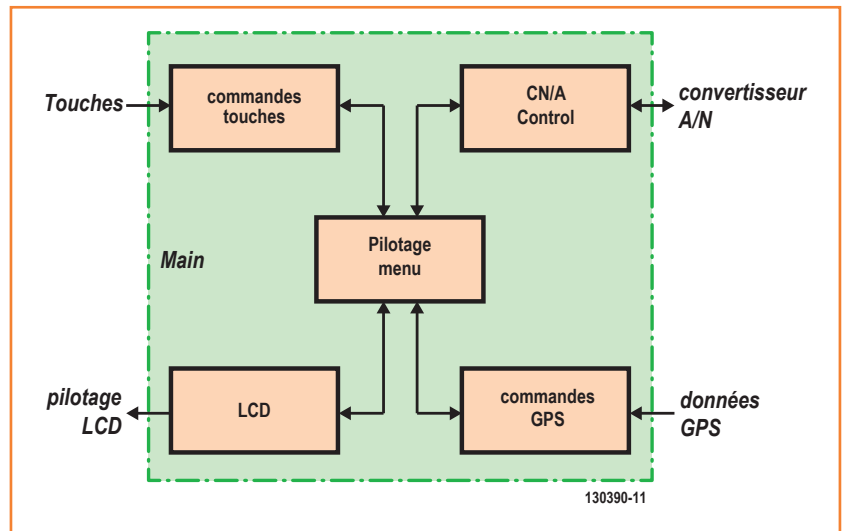 Touches
commandes
touches
CN/A
Control
convertisseur
A/N
Main
Pilotage
menu
pilotage
LCD
LCD
commandes
GPS
données
GPS
130390-11